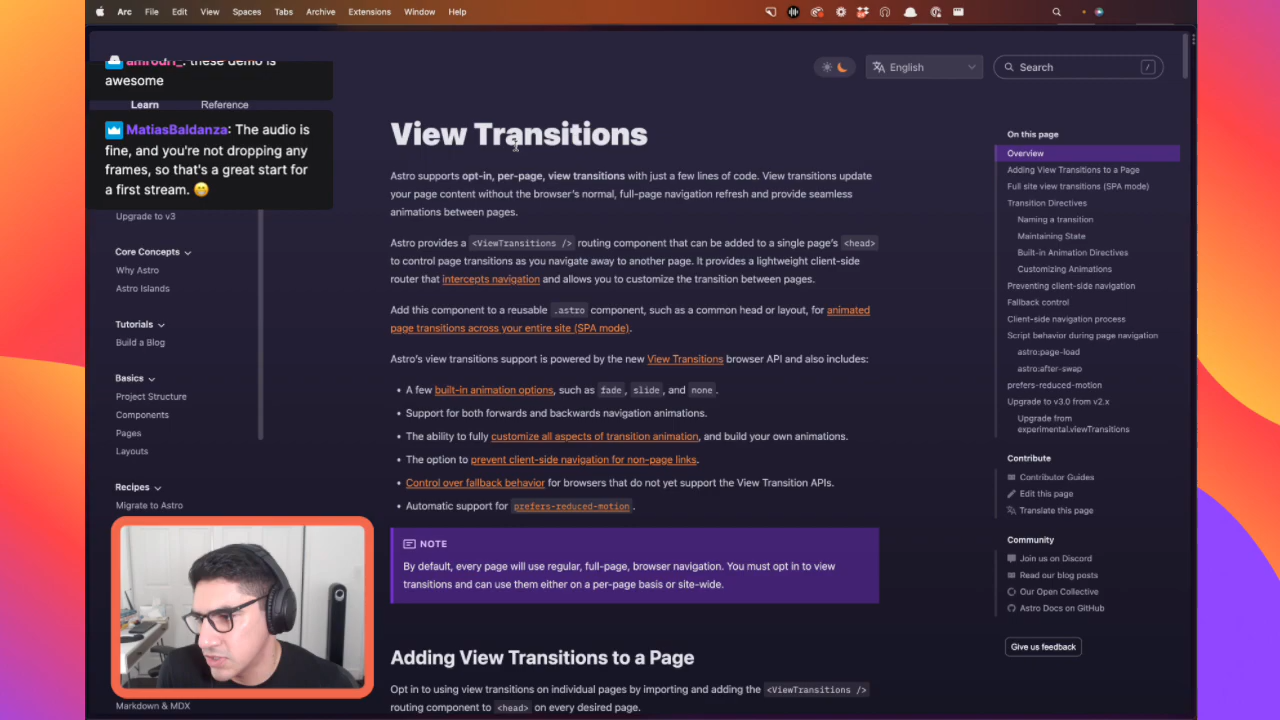 Arc File Edit View Spaces Tabs Archive Extensions Window Help
amrodri_: these demo is
awesome
MatiasBaldanza: The audio is
fine, and you're not dropping any
frames, so that's a great start for
a first stream. 😁
Learn Reference
Upgrade to v3
Core Concepts
Why Astro
Astro Islands
Tutorials
Build a Blog
Basics
Project Structure
Components
Pages
Layouts
Recipes
Migrate to Astro
Markdown & MDX
English
Search /
View Transitions
Astro supports opt-in, per-page, view transitions with just a few lines of code. View transitions update
your page content without the browser's normal, full-page navigation refresh and provide seamless
animations between pages.
Astro provides a <ViewTransitions /> routing component that can be added to a single page's <head>
to control page transitions as you navigate away to another page. It provides a lightweight client-side
router that intercepts navigation and allows you to customize the transition between pages.
Add this component to a reusable .astro component, such as a common head or layout, for animated
page transitions across your entire site (SPA mode).
Astro's view transitions support is powered by the new View Transitions browser API and also includes:
• A few built-in animation options, such as fade, slide, and none.
• Support for both forwards and backwards navigation animations.
• The ability to fully customize all aspects of transition animation, and build your own animations.
• The option to prevent client-side navigation for non-page links.
• Control over fallback behavior for browsers that do not yet support the View Transition APIs.
• Automatic support for prefers-reduced-motion.
NOTE
By default, every page will use regular, full-page, browser navigation. You must opt in to view
transitions and can use them either on a per-page basis or site-wide.
Adding View Transitions to a Page
Opt in to using view transitions on individual pages by importing and adding the <ViewTransitions />
routing component to <head> on every desired page.
On this page
Overview
Adding View Transitions to a Page
Full site view transitions (SPA mode)
Transition Directives
Naming a transition
Maintaining State
Built-in Animation Directives
Customizing Animations
Preventing client-side navigation
Fallback control
Client-side navigation process
Script behavior during page navigation
astro:page-load
astro:after-swap
prefers-reduced-motion
Upgrade to v3.0 from v2.x
Upgrade from
experimental.viewTransitions
Contribute
Contributor Guides
Edit this page
Translate this page
Community
Join us on Discord
Read our blog posts
Our Open Collective
Astro Docs on GitHub
Give us feedback